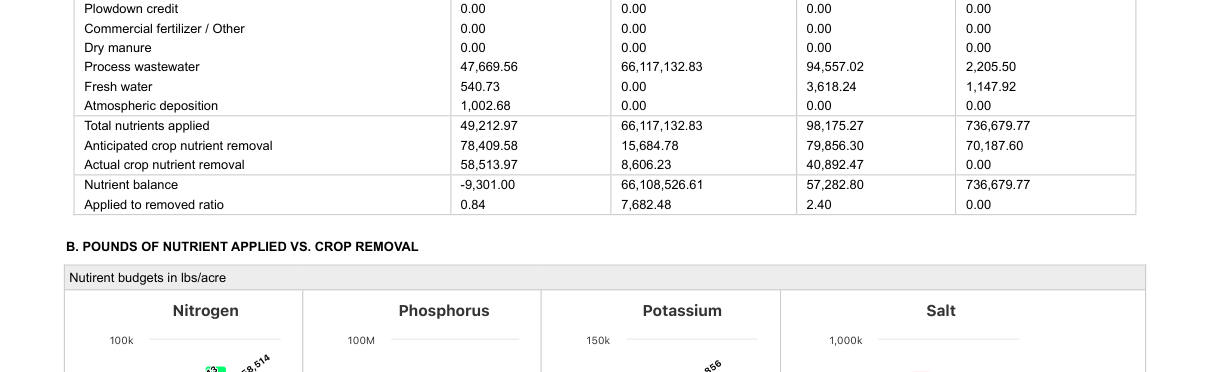 Plowdown credit 0.00 0.00 0.00 0.00
Commercial fertilizer / Other 0.00 0.00 0.00 0.00
Dry manure 0.00 0.00 0.00 0.00
Process wastewater 47,669.56 66,117,132.83 94,557.02 2,205.50
Fresh water 540.73 0.00 3,618.24 1,147.92
Atmospheric deposition 1,002.68 0.00 0.00 0.00
Total nutrients applied 49,212.97 66,117,132.83 98,175.27 736,679.77
Anticipated crop nutrient removal 78,409.58 15,684.78 79,856.30 70,187.60
Actual crop nutrient removal 58,513.97 8,606.23 40,892.47 0.00
Nutrient balance -9,301.00 66,108,526.61 57,282.80 736,679.77
Applied to removed ratio 0.84 7,682.48 2.40 0.00
B. POUNDS OF NUTRIENT APPLIED VS. CROP REMOVAL
Nutirent budgets in lbs/acre
Nitrogen Phosphorus Potassium Salt
100k 100M 150k 1,000k